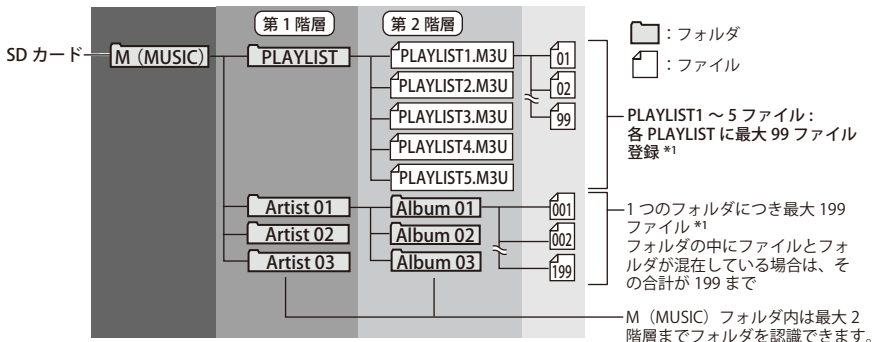 第 1 階層
第 2 階層
：フォルダ
：ファイル
SD カード
M（MUSIC）
PLAYLIST
PLAYLIST1.M3U
PLAYLIST2.M3U
PLAYLIST3.M3U
PLAYLIST4.M3U
PLAYLIST5.M3U
01
02
99
PLAYLIST1 ～ 5 ファイル :
各 PLAYLIST に最大 99 ファイル
登録 *1
Artist 01
Artist 02
Artist 03
Album 01
Album 02
Album 03
001
002
199
1 つのフォルダにつき最大 199
ファイル *1
フォルダの中にファイルとフォ
ルダが混在している場合は、そ
の合計が 199 まで
M（MUSIC）フォルダ内は最大 2
階層までフォルダを認識できます。